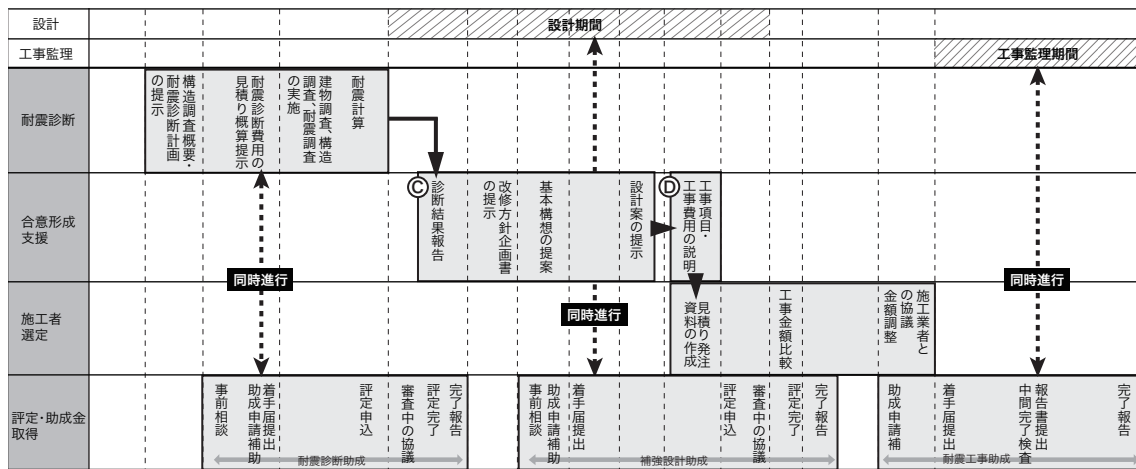 設計
設計期間
工事監理
工事監理期間
耐震診断
構造調査概要・
耐震診断計画
の提示
耐震診断費用の
見積り概算提示
建物調査、構造
調査、耐震調査
の実施
耐震計算
合意形成
支援
Ⓒ
診断結果報告
改修方針企画書
の提示
基本構想の提案
設計案の提示
Ⓓ
工事項目・
工事費用の説明
同時進行
同時進行
同時進行
施工者
選定
見積り発注
資料の作成
工事金額比較
施工業者と
の協議
金額調整
評定・助成金
取得
事前相談
助成申請補助
着手届提出
評定申込
審査中の協議
評定完了
完了報告
耐震診断助成
事前相談
助成申請補助
着手届提出
評定申込
審査中の協議
評定完了
完了報告
補強設計助成
助成申請補
着手届提出
中間完了検査
報告書提出
完了報告
耐震工事助成